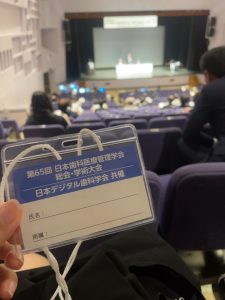 第65回 日本歯科医療管理学会
総会・学術大会
日本デジタル歯科学会 共催
氏名：
所属：